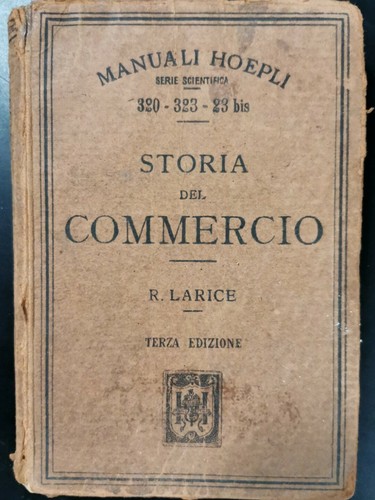 MANUALI HOEPLI
SERIE SCIENTIFICA
320 - 323 - 23 bis
STORIA
DEL
COMMERCIO
R. LARICE
TERZA EDIZIONE